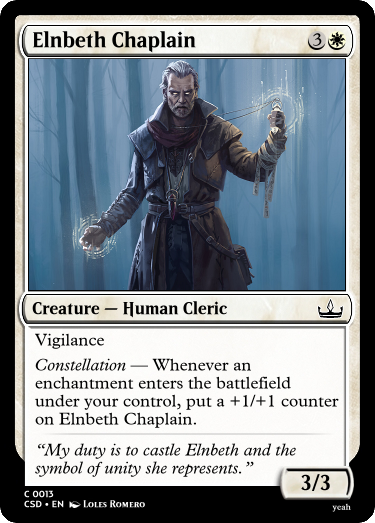 Elnbeth Chaplain 3
Creature — Human Cleric
Vigilance
Constellation — Whenever an
enchantment enters the battlefield
under your control, put a +1/+1 counter
on Elnbeth Chaplain.
“My duty is to castle Elnbeth and the
symbol of unity she represents.”
3/3
C 0013
CSD • EN Loles Romero
yeah